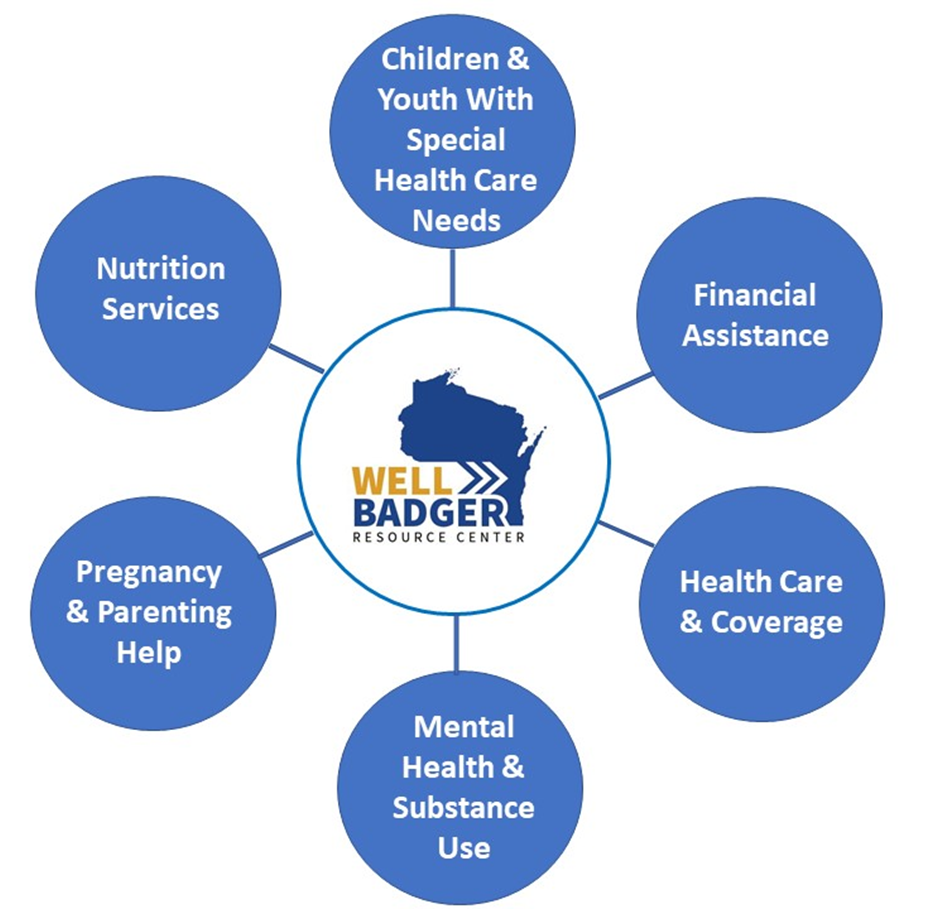 Children &
Youth With
Special
Health Care
Needs
Nutrition
Services
Financial
Assistance
WELL
BADGER
RESOURCE CENTER
Pregnancy
& Parenting
Help
Health Care
& Coverage
Mental
Health &
Substance
Use